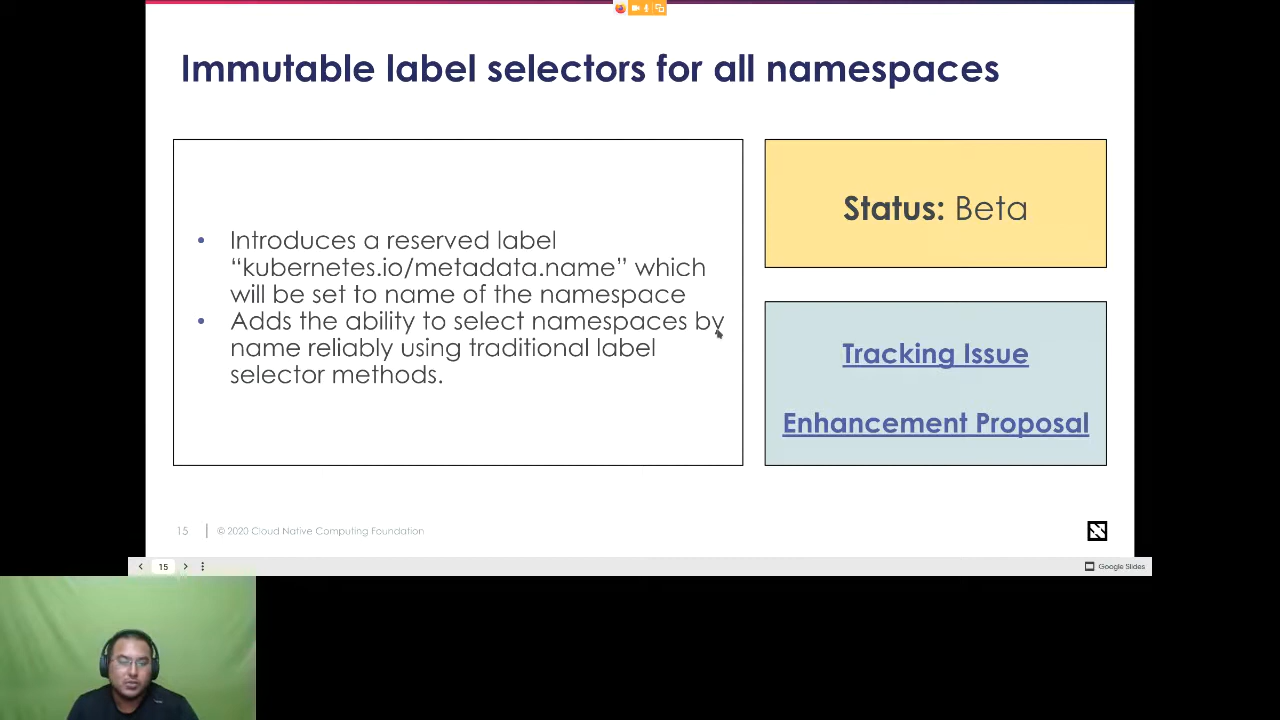 Immutable label selectors for all namespaces
• Introduces a reserved label
“kubernetes.io/metadata.name” which
will be set to name of the namespace
• Adds the ability to select namespaces by
name reliably using traditional label
selector methods.
Status: Beta
Tracking Issue
Enhancement Proposal
15 © 2020 Cloud Native Computing Foundation
15
Google Slides